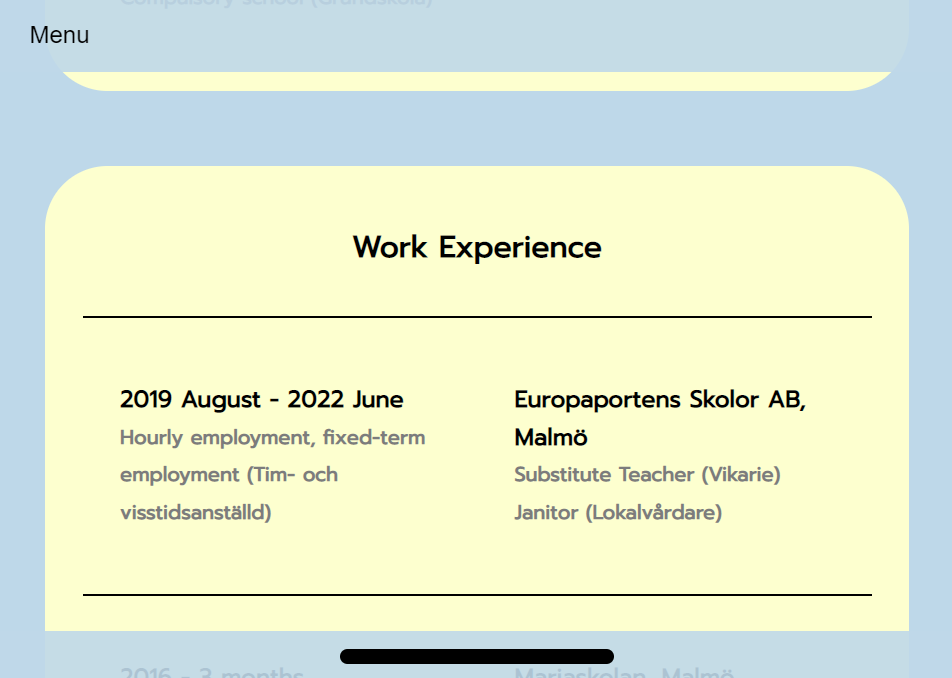 Compulsory school (Grundskola)
Menu
Work Experience
2019 August - 2022 June
Hourly employment, fixed-term
employment (Tim- och
visstidsanställd)
Europaportens Skolor AB,
Malmö
Substitute Teacher (Vikarie)
Janitor (Lokalvårdare)
2016 - 3 months
Mariaskolan, Malmö